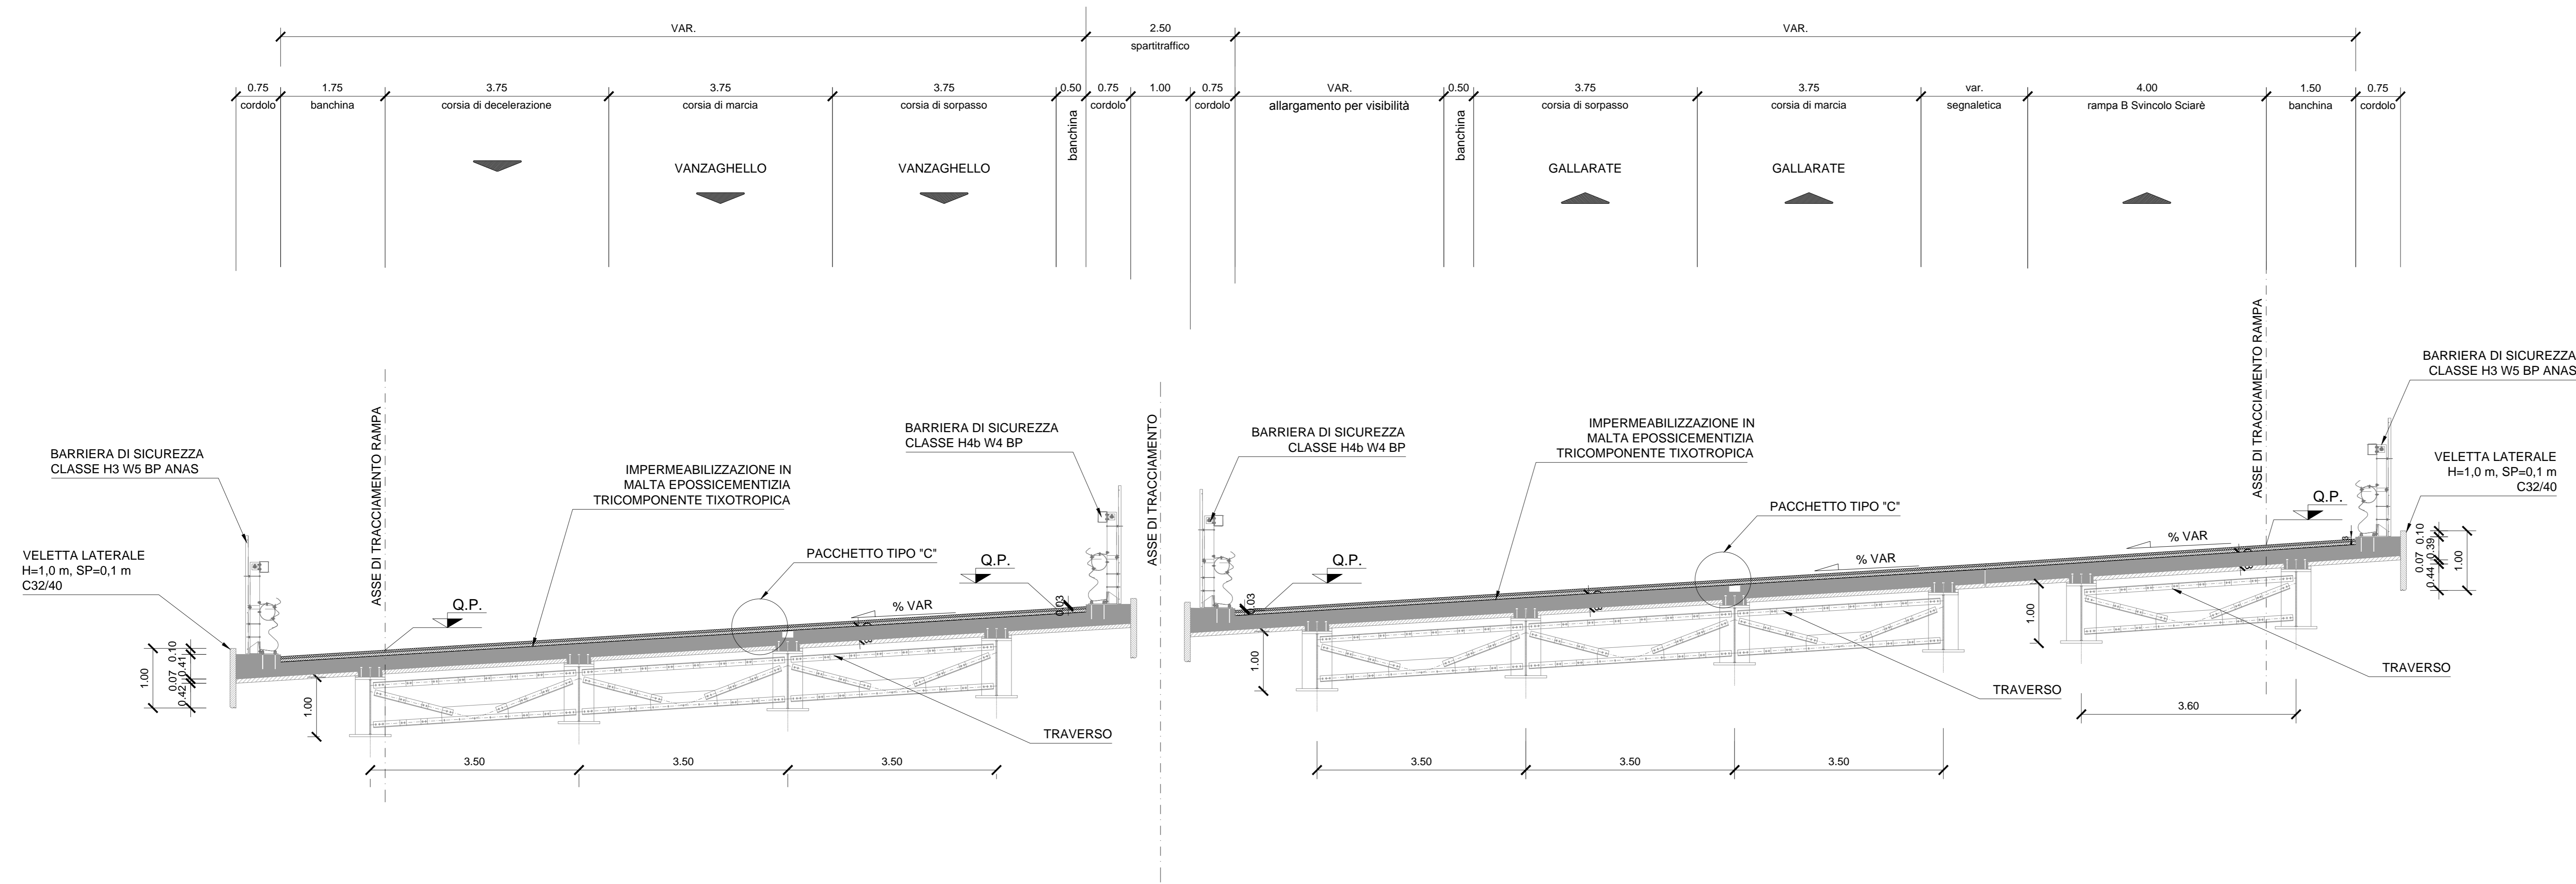 VAR.
2.50
VAR.
spartitraffico
0.75
1.75
3.75
3.75
3.75
0.50
0.75
1.00
0.75
VAR.
0.50
3.75
3.75
var.
4.00
1.50
0.75
cordolo
banchina
corsia di decelerazione
corsia di marcia
corsia di sorpasso
banchina
cordolo
cordolo
allargamento per visibilità
banchina
corsia di sorpasso
corsia di marcia
segnaletica
rampa B Svincolo Sciarè
banchina
cordolo
VANZAGHELLO
VANZAGHELLO
GALLARATE
GALLARATE
BARRIERA DI SICUREZZA
CLASSE H3 W5 BP ANAS
VELETTA LATERALE
H=1,0 m, SP=0,1 m
C32/40
ASSE DI TRACCIAMENTO RAMPA
Q.P.
IMPERMEABILIZZAZIONE IN
MALTA EPOSSICEMENTIZIA
TRICOMPONENTE TIXOTROPICA
PACCHETTO TIPO "C"
% VAR
Q.P.
0.03
BARRIERA DI SICUREZZA
CLASSE H4b W4 BP
ASSE DI TRACCIAMENTO
1.00
0.10
0.41
0.07
0.42
1.00
TRAVERSO
3.50
3.50
3.50
BARRIERA DI SICUREZZA
CLASSE H4b W4 BP
0.03
Q.P.
IMPERMEABILIZZAZIONE IN
MALTA EPOSSICEMENTIZIA
TRICOMPONENTE TIXOTROPICA
PACCHETTO TIPO "C"
% VAR
% VAR
ASSE DI TRACCIAMENTO RAMPA
Q.P.
BARRIERA DI SICUREZZA
CLASSE H3 W5 BP ANAS
VELETTA LATERALE
H=1,0 m, SP=0,1 m
C32/40
0.10
0.39
0.07
0.44
1.00
1.00
1.00
TRAVERSO
TRAVERSO
3.60
3.50
3.50
3.50